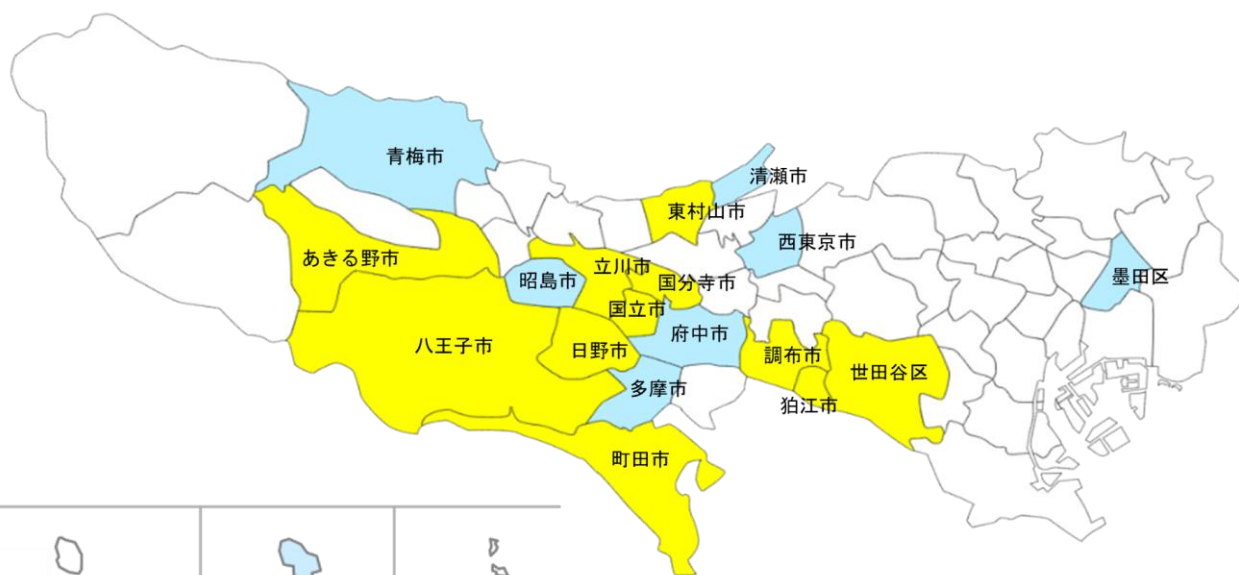 青梅市
清瀬市
東村山市
西東京市
あきる野市
立川市
昭島市
国分寺市
墨田区
国立市
府中市
八王子市
日野市
調布市
世田谷区
多摩市
狛江市
町田市